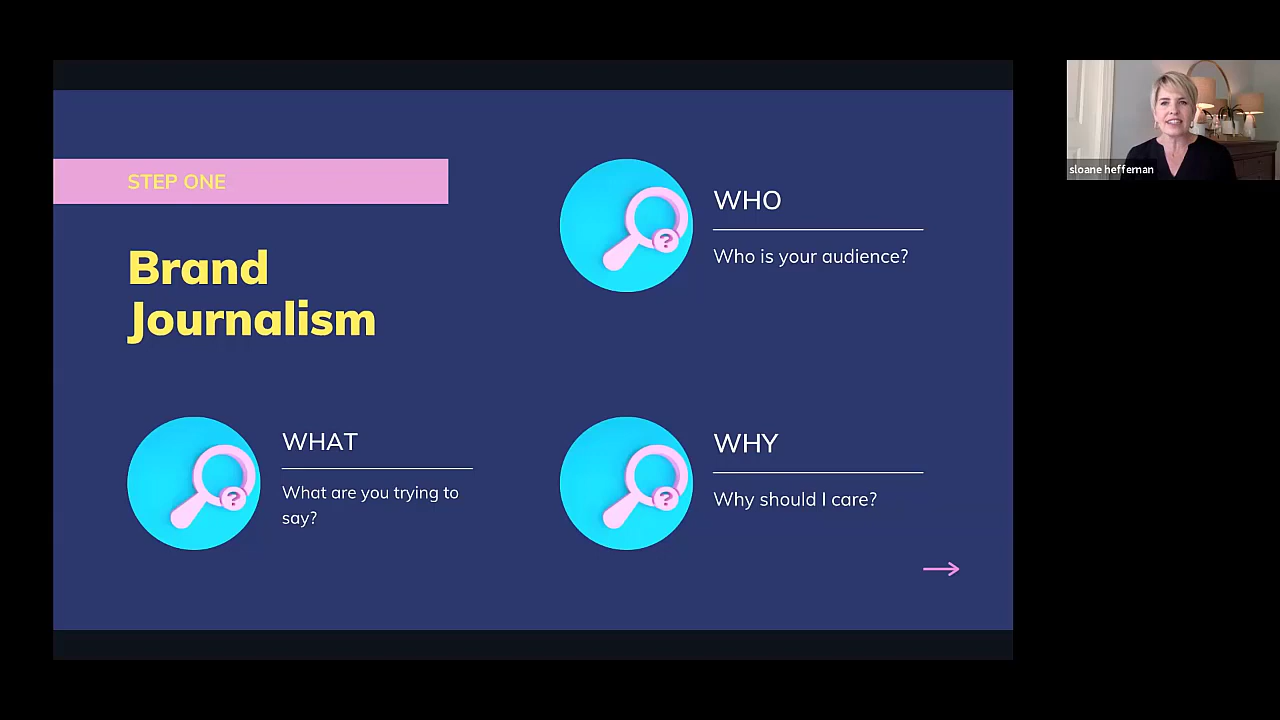 STEP ONE
Brand
Journalism
WHO
Who is your audience?
WHAT
What are you trying to
say?
WHY
Why should I care?
sloane heffernan
?
?
?